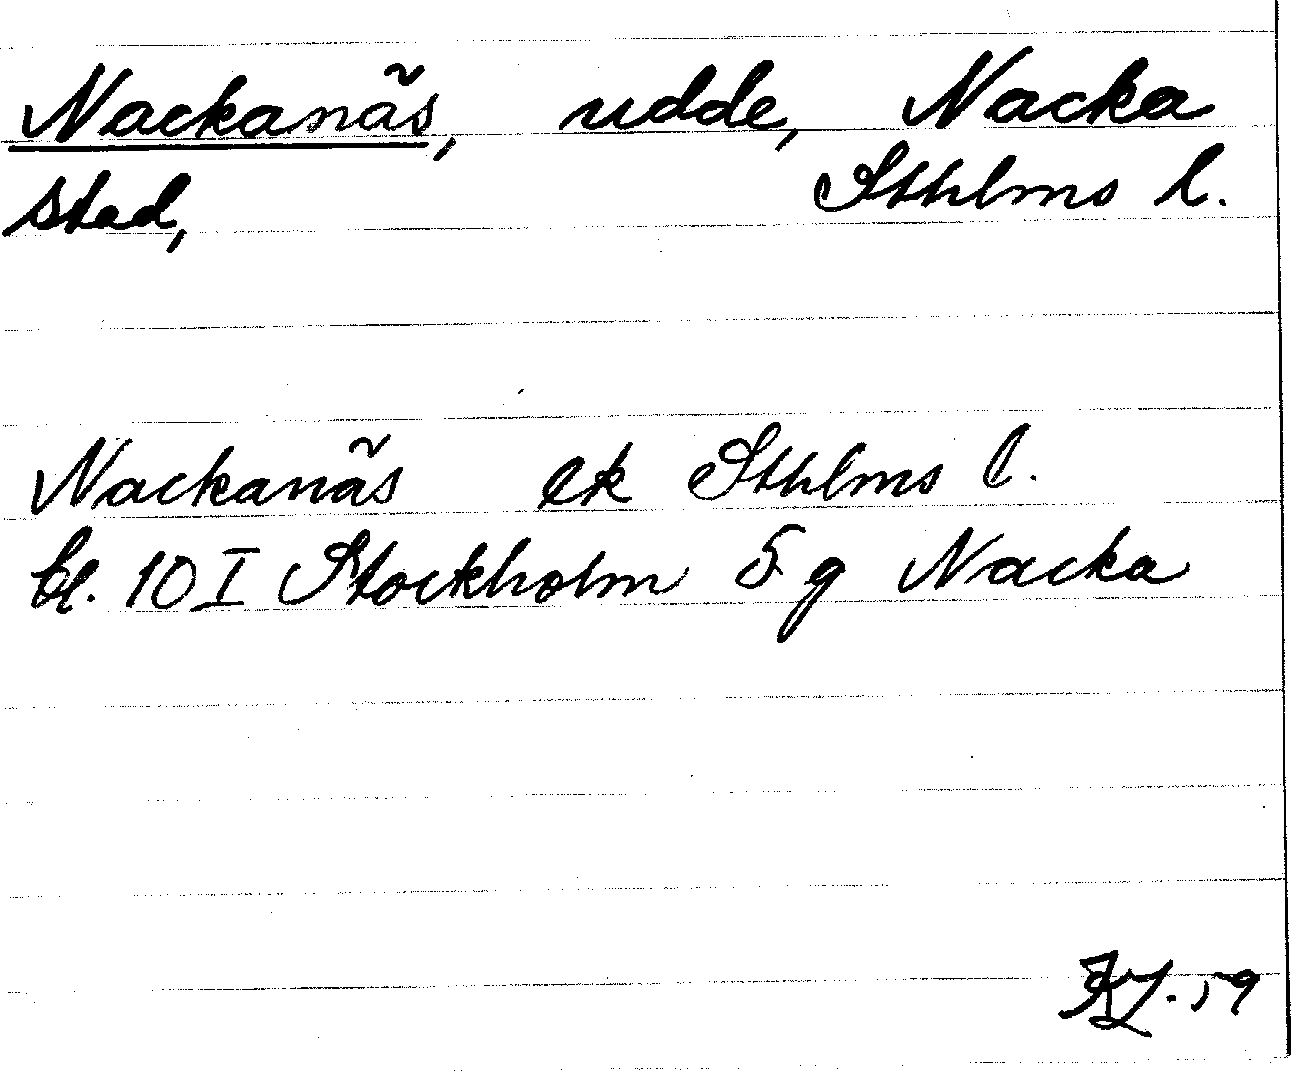 Nackanäs, udde, Nacka
stad, Sthlms l.
Nackanäs ek Sthlms l.
bl. 10 I Stockholm 5 g Nacka